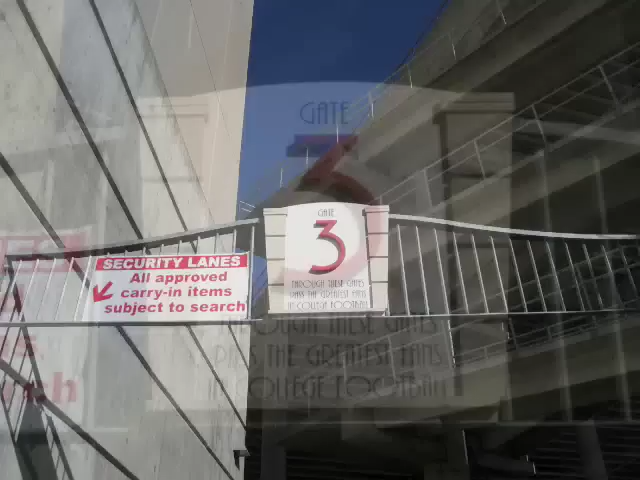 GATE
3
GATE
3
SECURITY LANES
All approved
carry-in items
subject to search
THROUGH THESE GATES
PASS THE GREATEST FANS
IN COLLEGE FOOTBALL
THROUGH THESE GATES
PASS THE GREATEST FANS
IN COLLEGE FOOTBALL